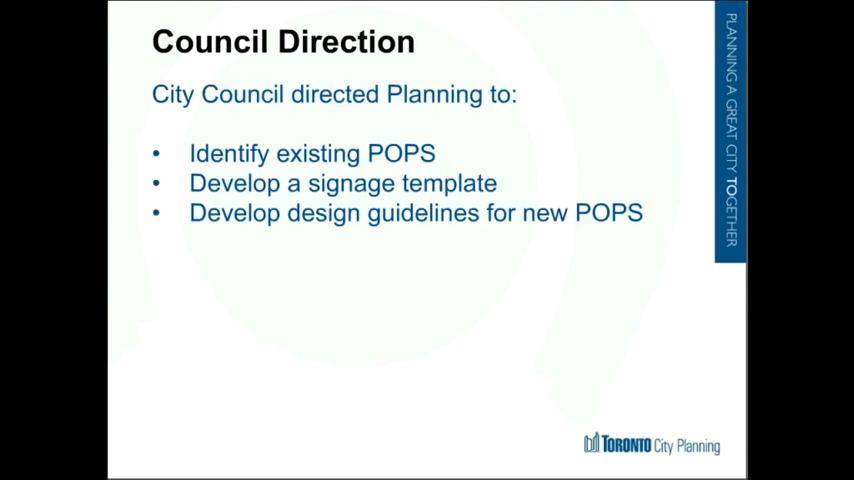 Council Direction
City Council directed Planning to:
• Identify existing POPS
• Develop a signage template
• Develop design guidelines for new POPS
PLANNING A GREAT CITY TOGETHER
TORONTO City Planning